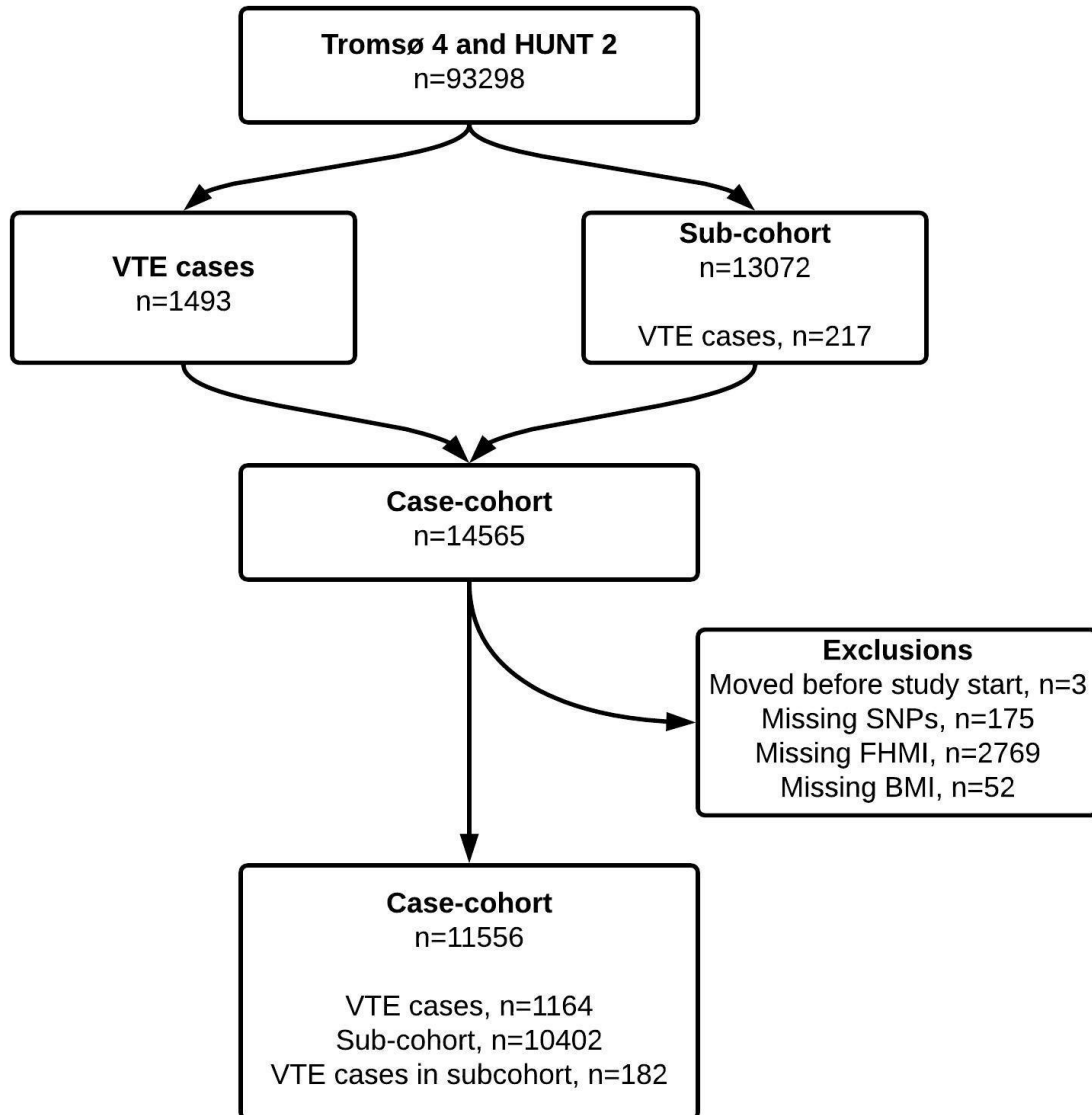 Tromsø 4 and HUNT 2
n=93298
VTE cases
n=1493
Sub-cohort
n=13072
VTE cases, n=217
Case-cohort
n=14565
Exclusions
Moved before study start, n=3
Missing SNPs, n=175
Missing FHMI, n=2769
Missing BMI, n=52
Case-cohort
n=11556
VTE cases, n=1164
Sub-cohort, n=10402
VTE cases in subcohort, n=182